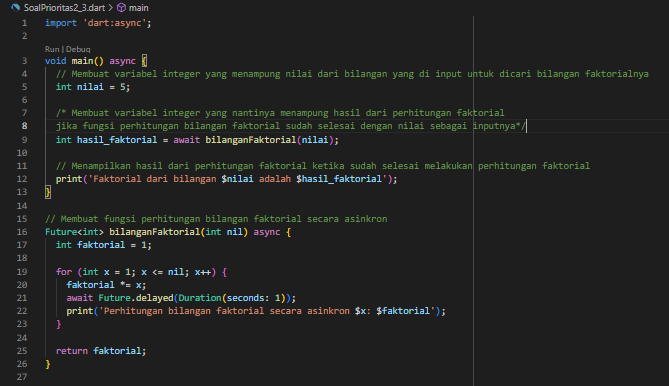 SoalPrioritas2_3.dart > main
1 import 'dart:async';
2
Run | Debug
3 void main() async {
4   // Membuat variabel integer yang menampung nilai dari bilangan yang di input untuk dicari bilangan faktorialnya
5   int nilai = 5;
6
7   /* Membuat variabel integer yang nantinya menampung hasil dari perhitungan faktorial
8   jika fungsi perhitungan bilangan faktorial sudah selesai dengan nilai sebagai inputnya*/
9   int hasil_faktorial = await bilanganFaktorial(nilai);
10
11   // Menampilkan hasil dari perhitungan faktorial ketika sudah selesai melakukan perhitungan faktorial
12   print('Faktorial dari bilangan $nilai adalah $hasil_faktorial');
13 }
14
15 // Membuat fungsi perhitungan bilangan faktorial secara asinkron
16 Future<int> bilanganFaktorial(int nil) async {
17   int faktorial = 1;
18
19   for (int x = 1; x <= nil; x++) {
20     faktorial *= x;
21     await Future.delayed(Duration(seconds: 1));
22     print('Perhitungan bilangan faktorial secara asinkron $x: $faktorial');
23   }
24
25   return faktorial;
26 }
27